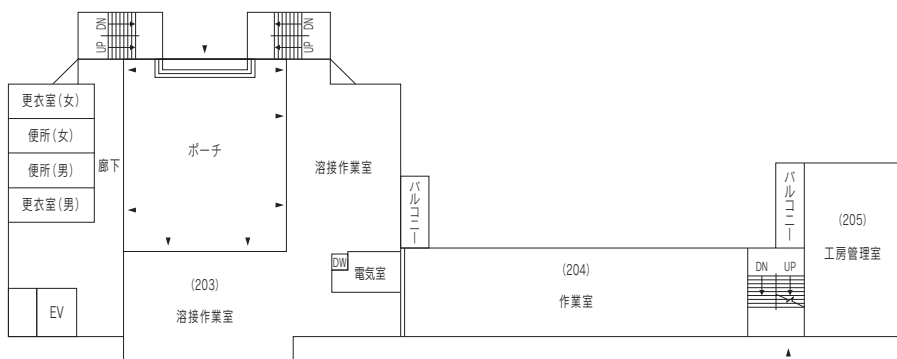 DN
UP
DN
UP
更衣室(女)
便所(女)
便所(男)
更衣室(男)
廊下
ポーチ
溶接作業室
バルコニー
バルコニー
(205)
工房管理室
DW
電気室
(203)
溶接作業室
(204)
作業室
DN UP
EV